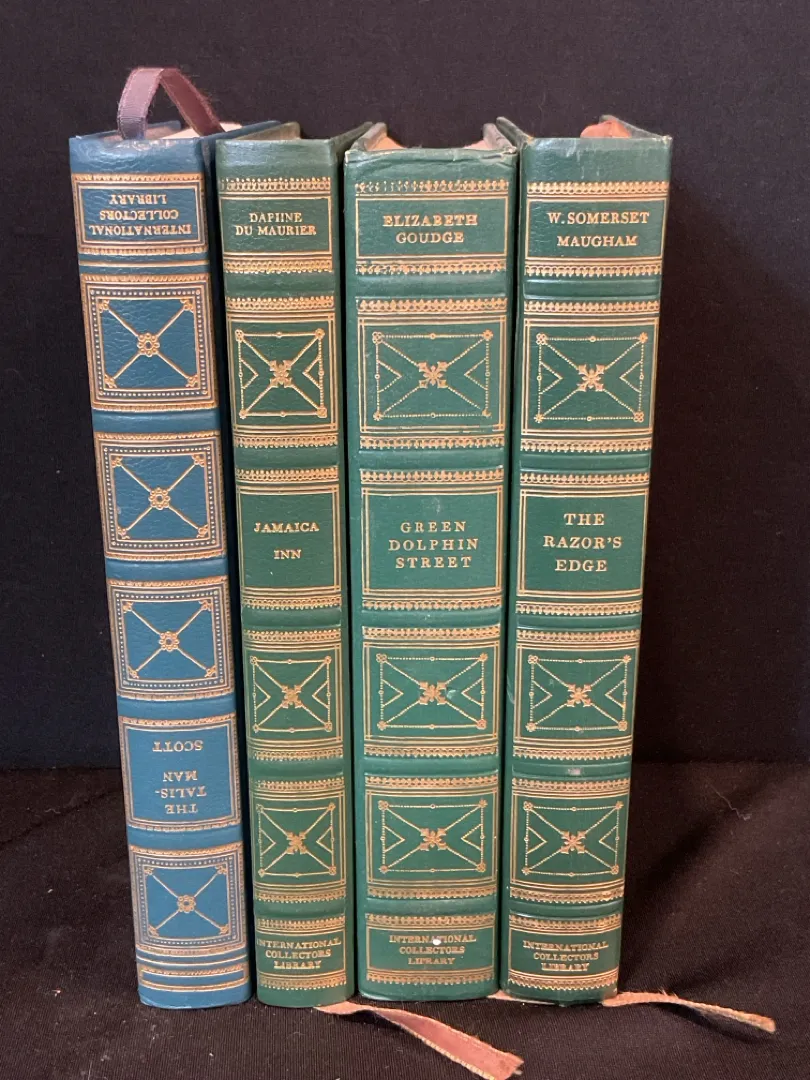 THE
TALIS-
MAN
SCOTT
INTERNATIONAL
COLLECTORS
LIBRARY
DAPHNE
DU MAURIER
JAMAICA
INN
INTERNATIONAL
COLLECTORS
LIBRARY
ELIZABETH
GOUDGE
GREEN
DOLPHIN
STREET
INTERNATIONAL
COLLECTORS
LIBRARY
W. SOMERSET
MAUGHAM
THE
RAZOR'S
EDGE
INTERNATIONAL
COLLECTORS
LIBRARY